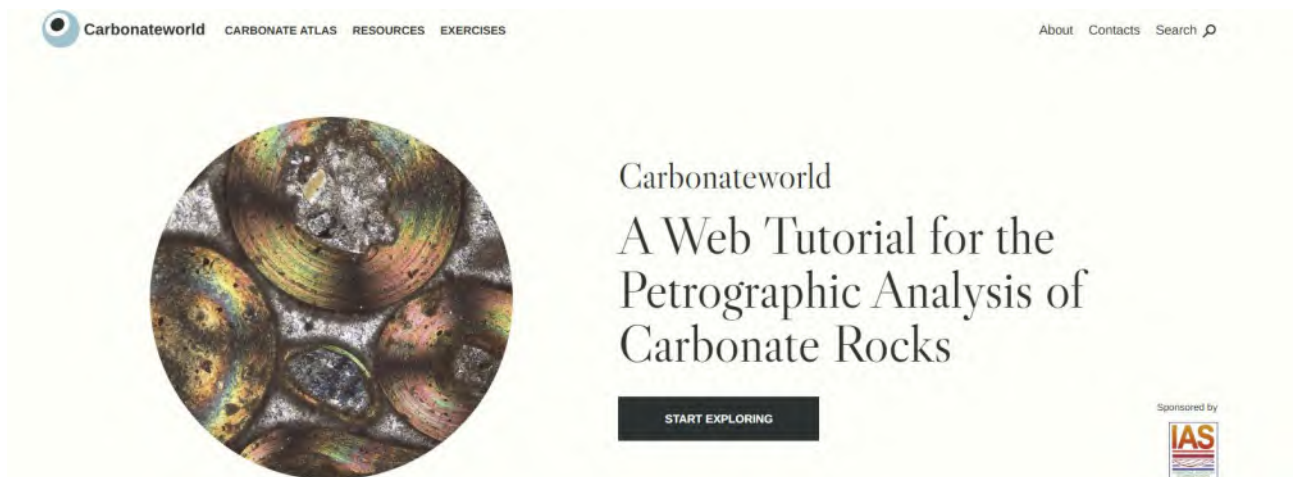 Carbonateworld CARBONATE ATLAS RESOURCES EXERCISES About Contacts Search
Carbonateworld
A Web Tutorial for the
Petrographic Analysis of
Carbonate Rocks
START EXPLORING
Sponsored by
IAS